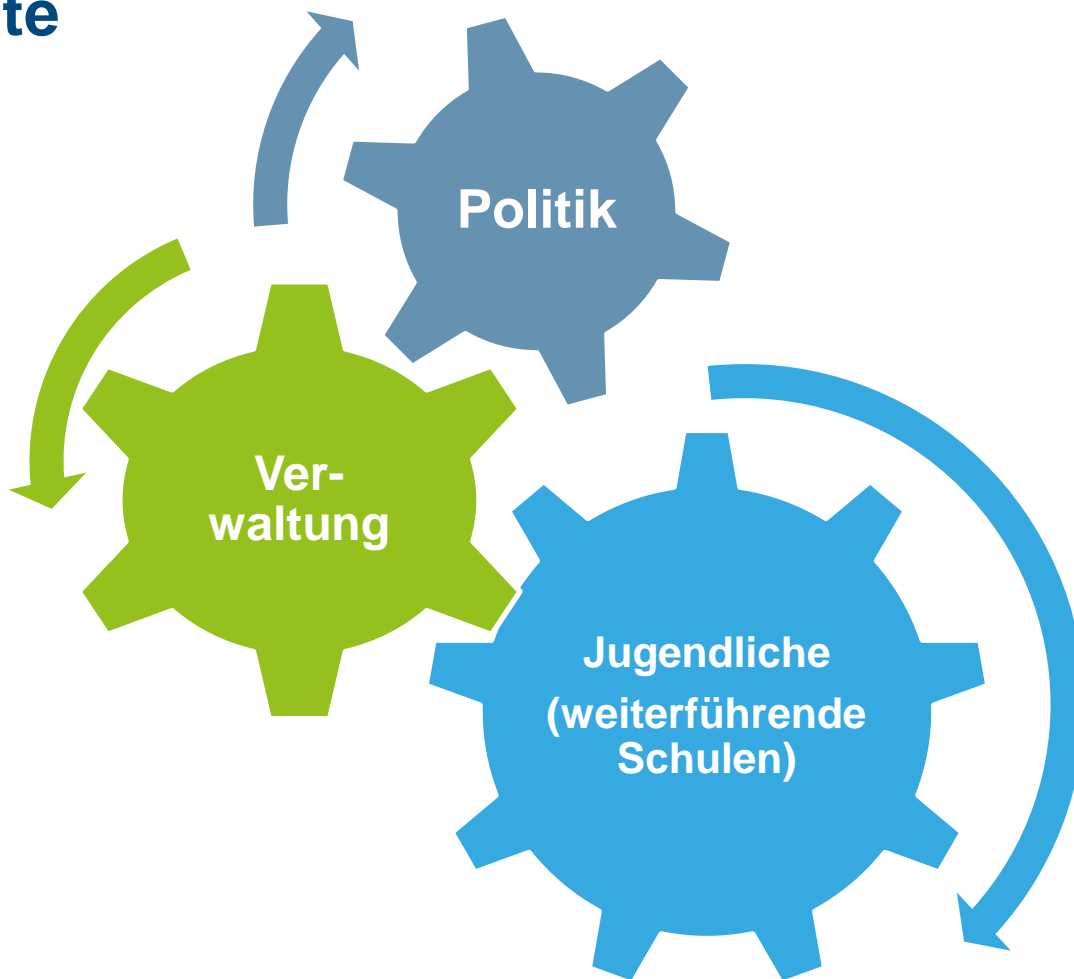 te
Politik
Ver-
waltung
Jugendliche
(weiterführende
Schulen)